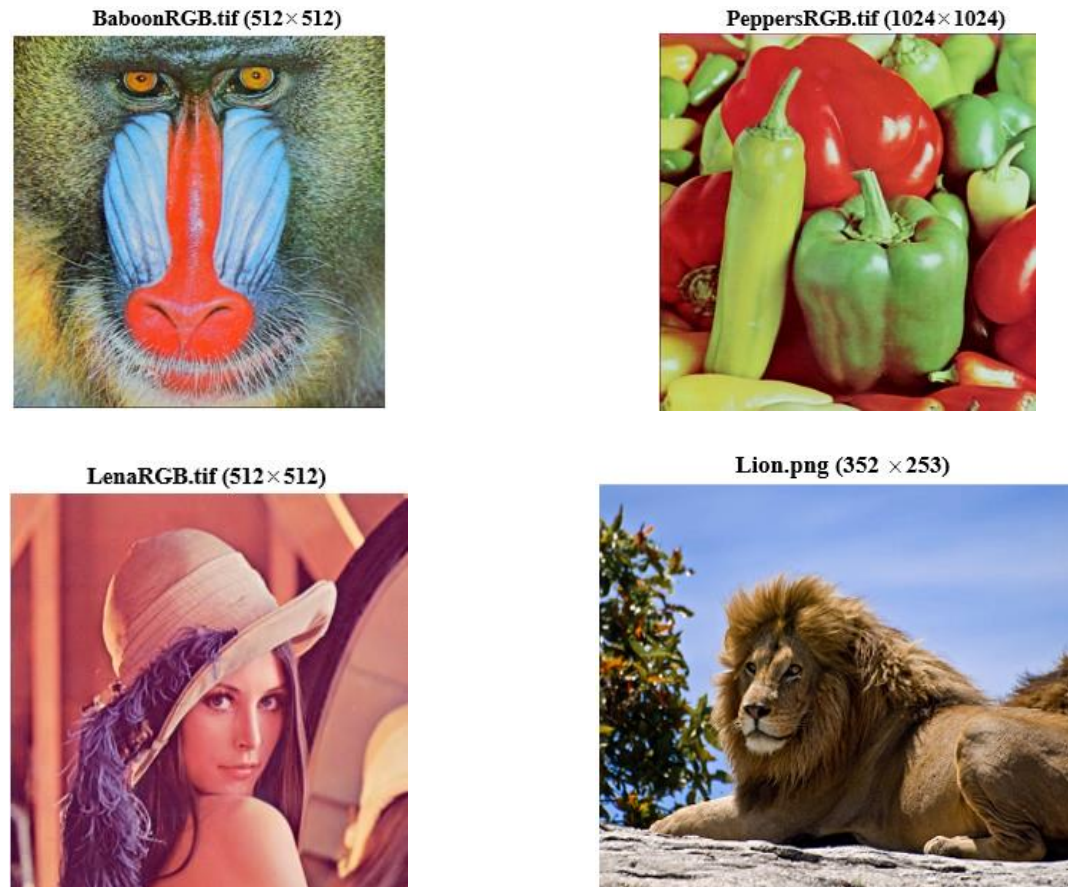 BaboonRGB.tif (512×512)
PeppersRGB.tif (1024×1024)
LenaRGB.tif (512×512)
Lion.png (352 ×253)